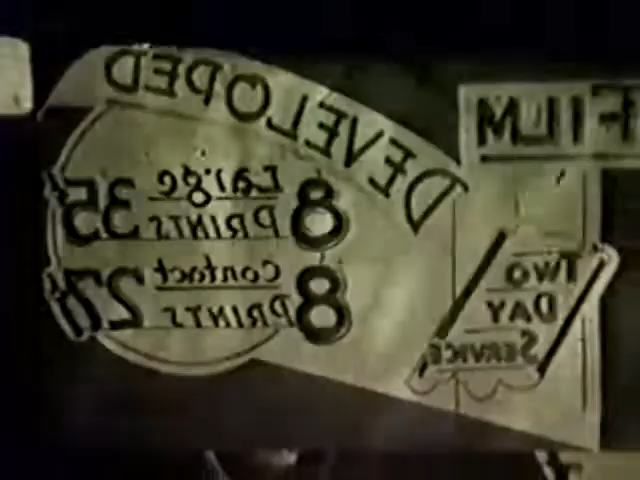 FILM
DEVELOPED
8 Large PRINTS 35¢
8 Contact PRINTS 27¢
TWO
DAY
SERVICE